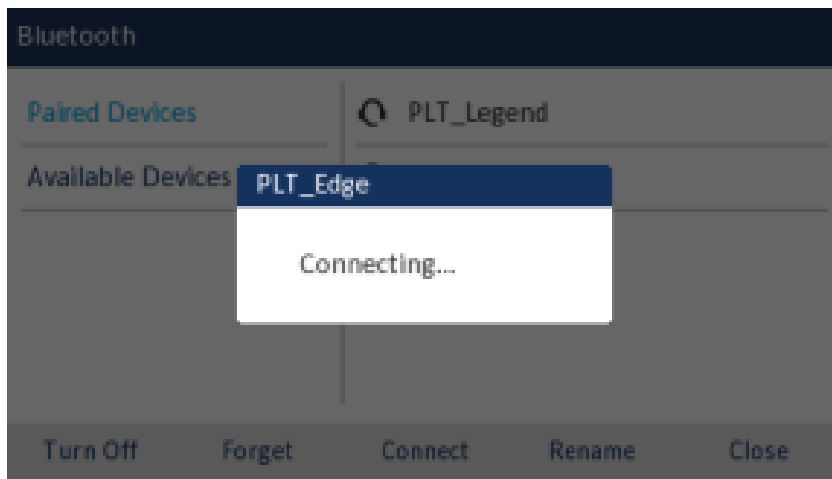 Bluetooth
Paired Devices
PLT_Legend
Available Devices
PLT_Edge
Connecting...
Turn Off Forget Connect Rename Close